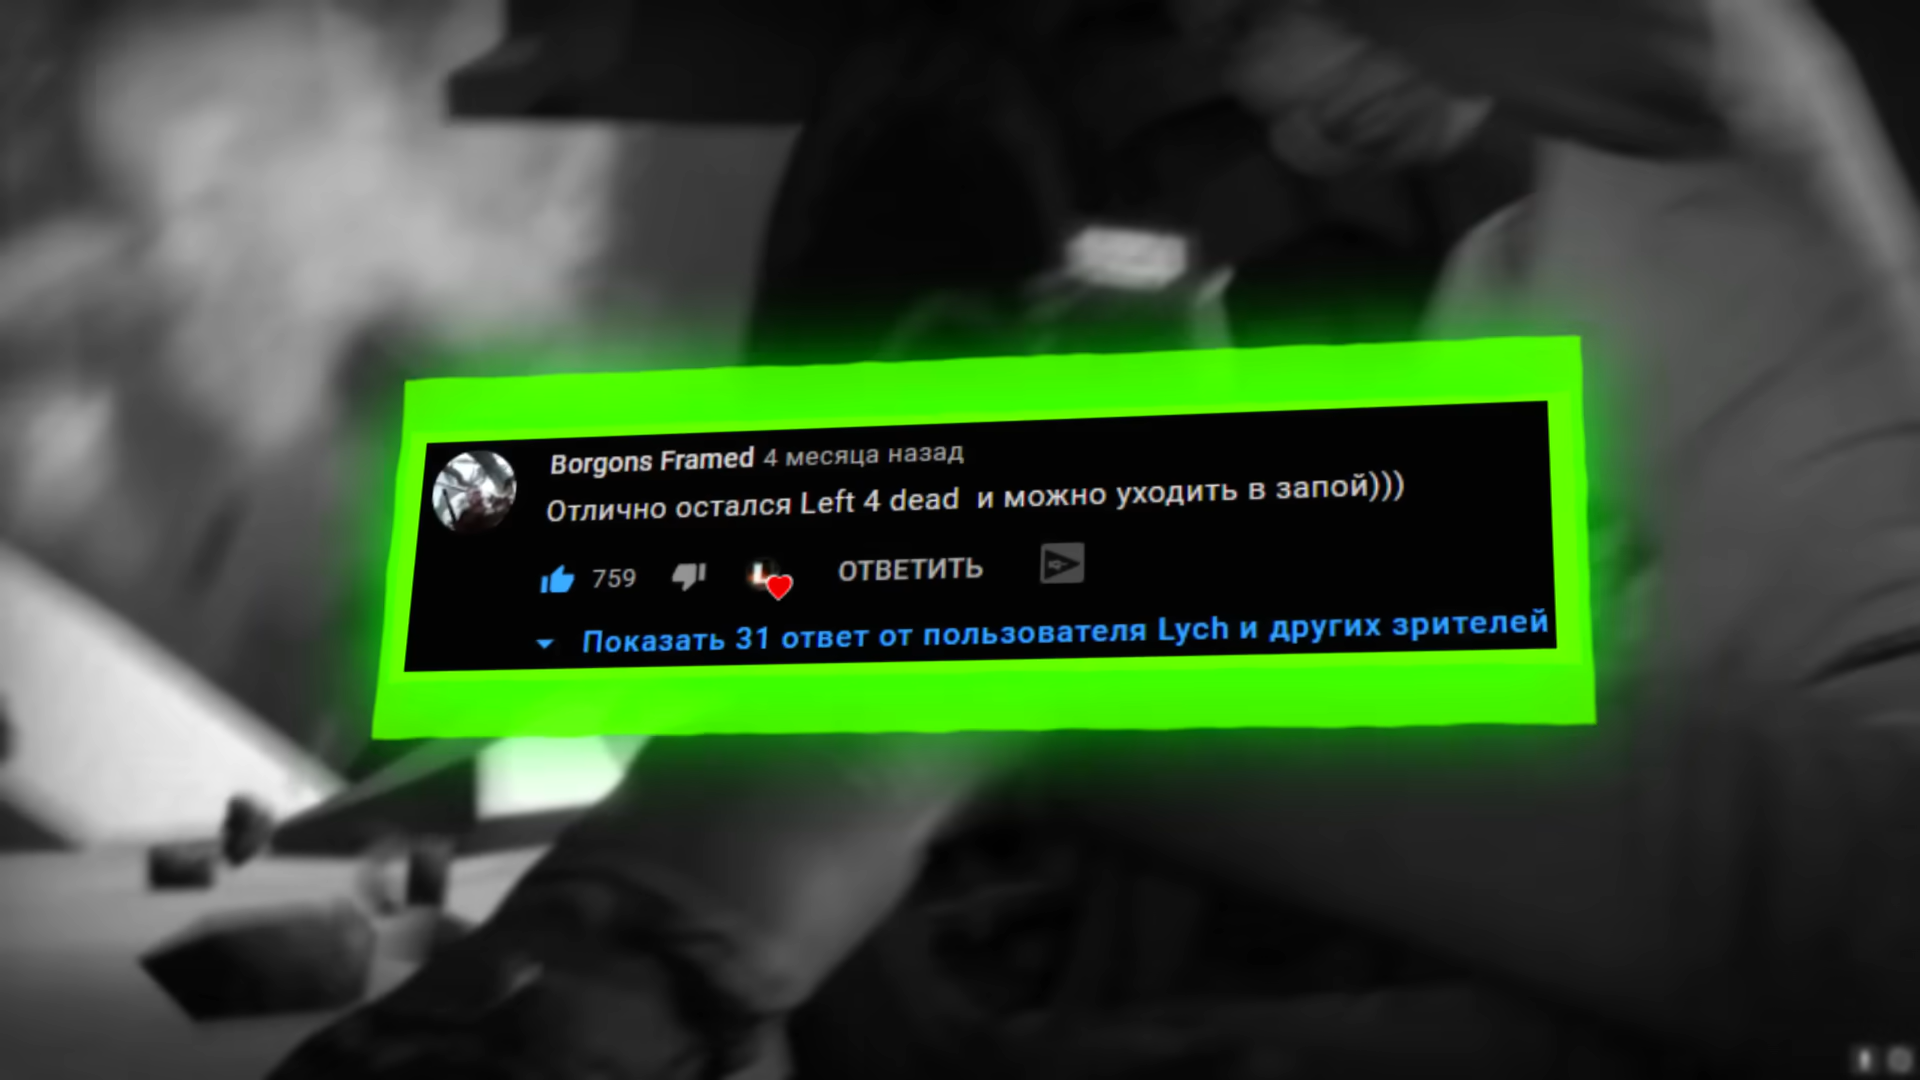 Borgons Framed 4 месяца назад
Отлично остался Left 4 dead и можно уходить в запой)))
759 ОТВЕТИТЬ
Показать 31 ответ от пользователя Lych и других зрителей